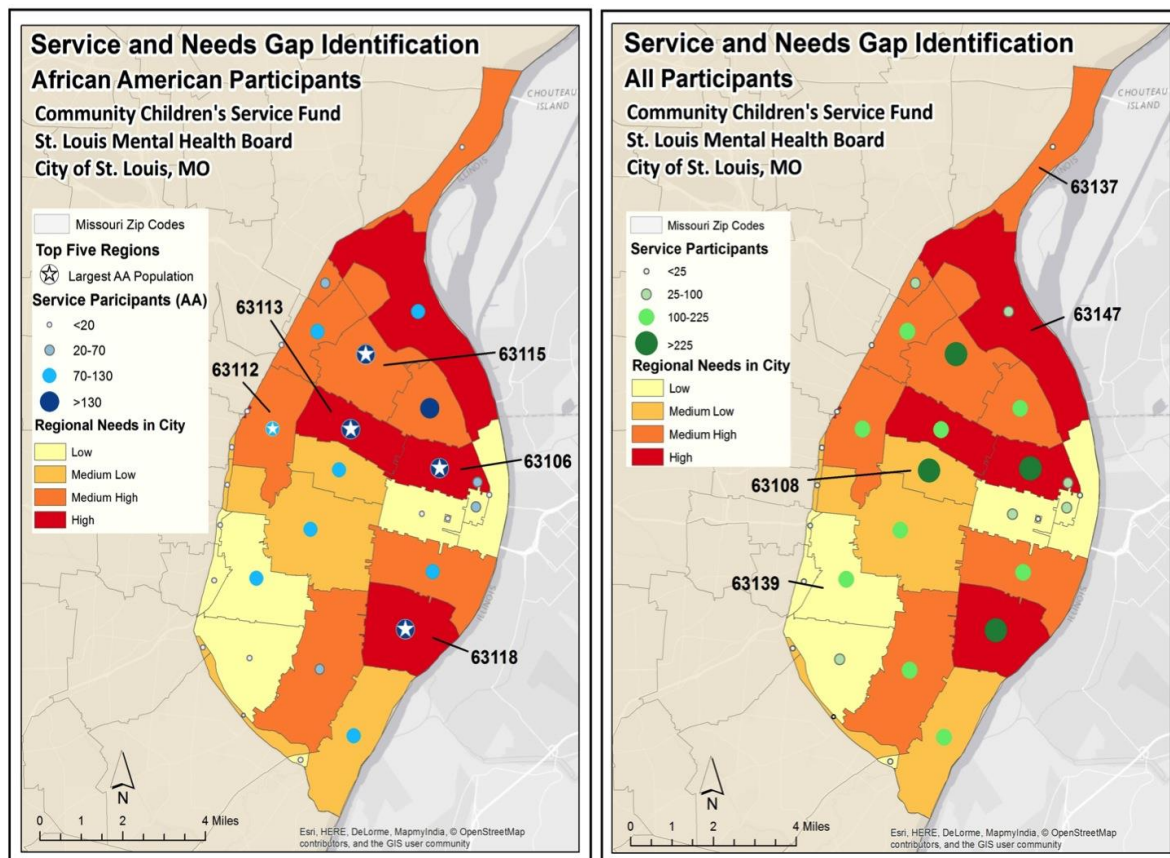 Service and Needs Gap Identification
African American Participants
Community Children's Service Fund
St. Louis Mental Health Board
City of St. Louis, MO
CHOUTEAU
ISLAND
ILLINOIS
Missouri Zip Codes
Top Five Regions
Largest AA Population
Service Paricipants (AA)
<20
20-70
70-130
>130
Regional Needs in City
Low
Medium Low
Medium High
High
63113
63112
63115
63106
63118
ILLINOIS
N
0 1 2 4 Miles
Esri, HERE, DeLorme, MapmyIndia, © OpenStreetMap
contributors, and the GIS user community
Service and Needs Gap Identification
All Participants
Community Children's Service Fund
St. Louis Mental Health Board
City of St. Louis, MO
CHOUTEAU
ISLAND
ILLINOIS
63137
Missouri Zip Codes
Service Participants
<25
25-100
100-225
>225
Regional Needs in City
Low
Medium Low
Medium High
High
63147
63108
63139
ILLINOIS
N
0 1 2 4 Miles
Esri, HERE, DeLorme, MapmyIndia, © OpenStreetMap
contributors, and the GIS user community